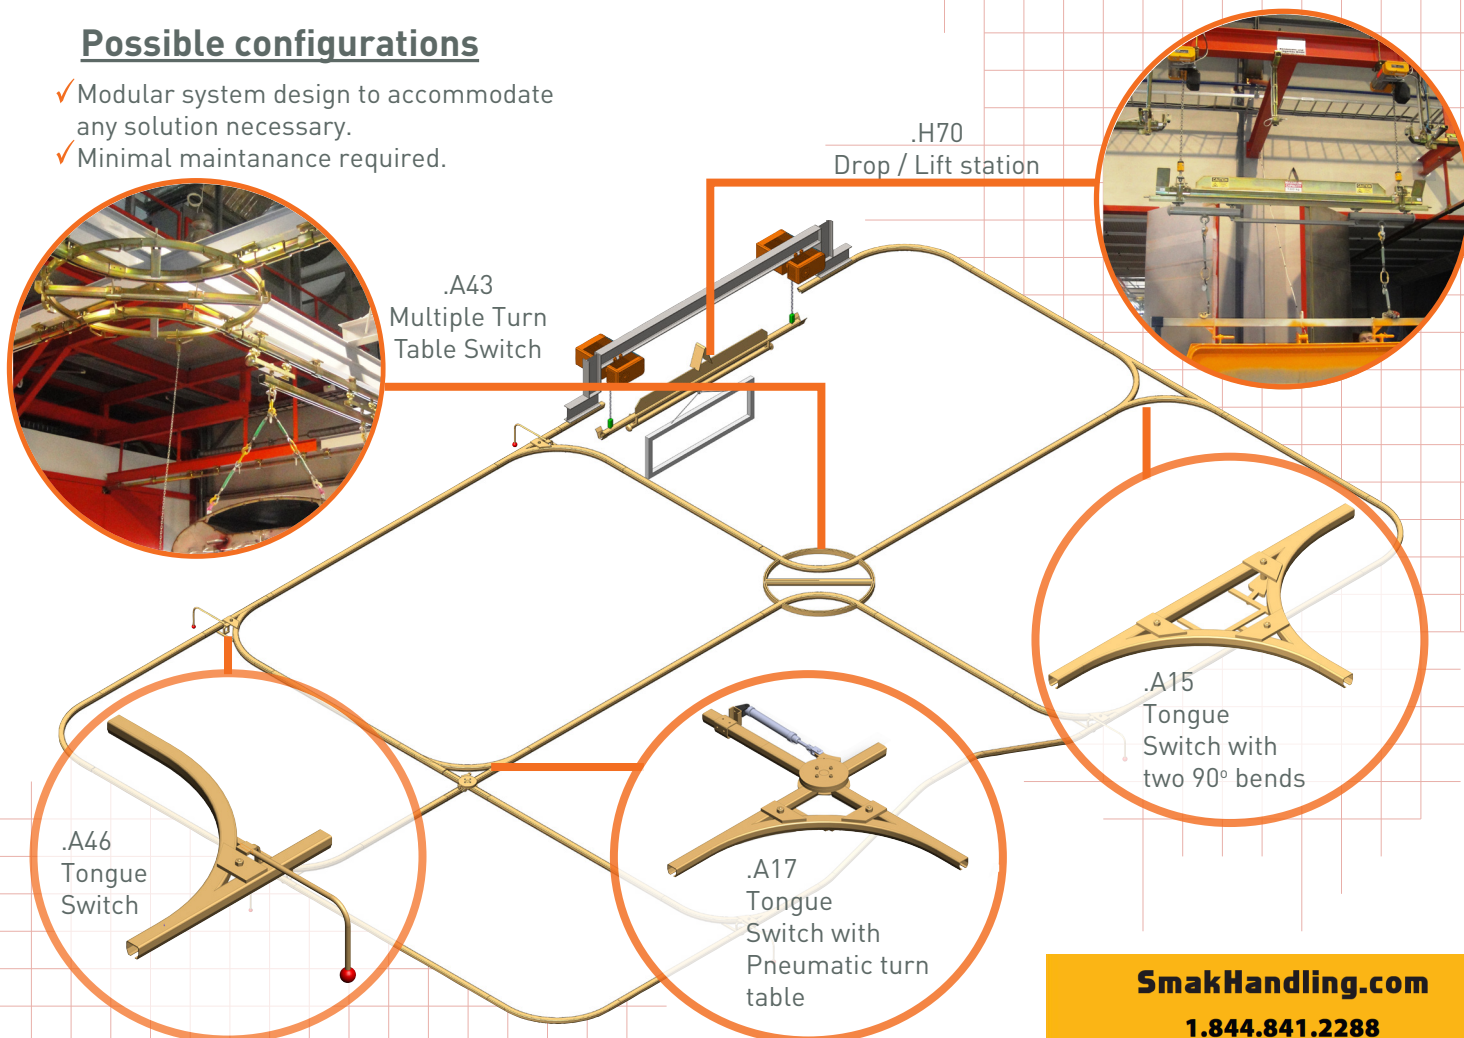 Possible configurations
✓Modular system design to accommodate
any solution necessary.
✓Minimal maintanance required.
.H70
Drop / Lift station
.A43
Multiple Turn
Table Switch
.A15
Tongue
Switch with
two 90º bends
.A46
Tongue
Switch
.A17
Tongue
Switch with
Pneumatic turn
table
SmakHandling.com
1.844.841.2288